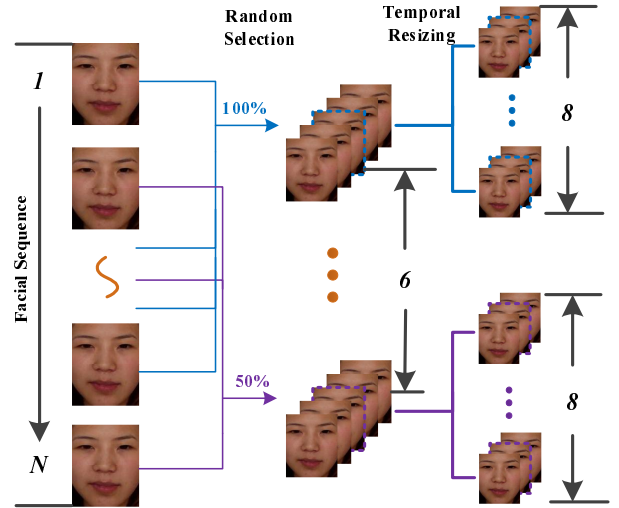 Random
Selection
Temporal
Resizing
1
Facial Sequence
N
100%
50%
6
8
8